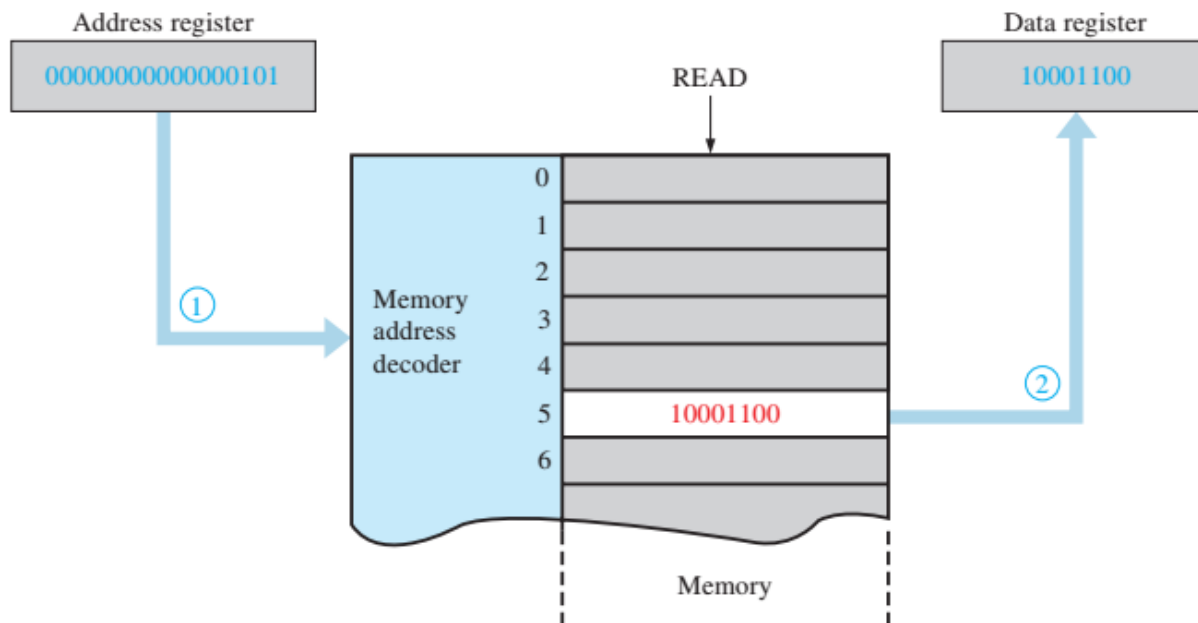 Address register
00000000000000101
Data register
10001100
READ
0
1
2
3
4
5
6
Memory
address
decoder
10001100
1
2
Memory